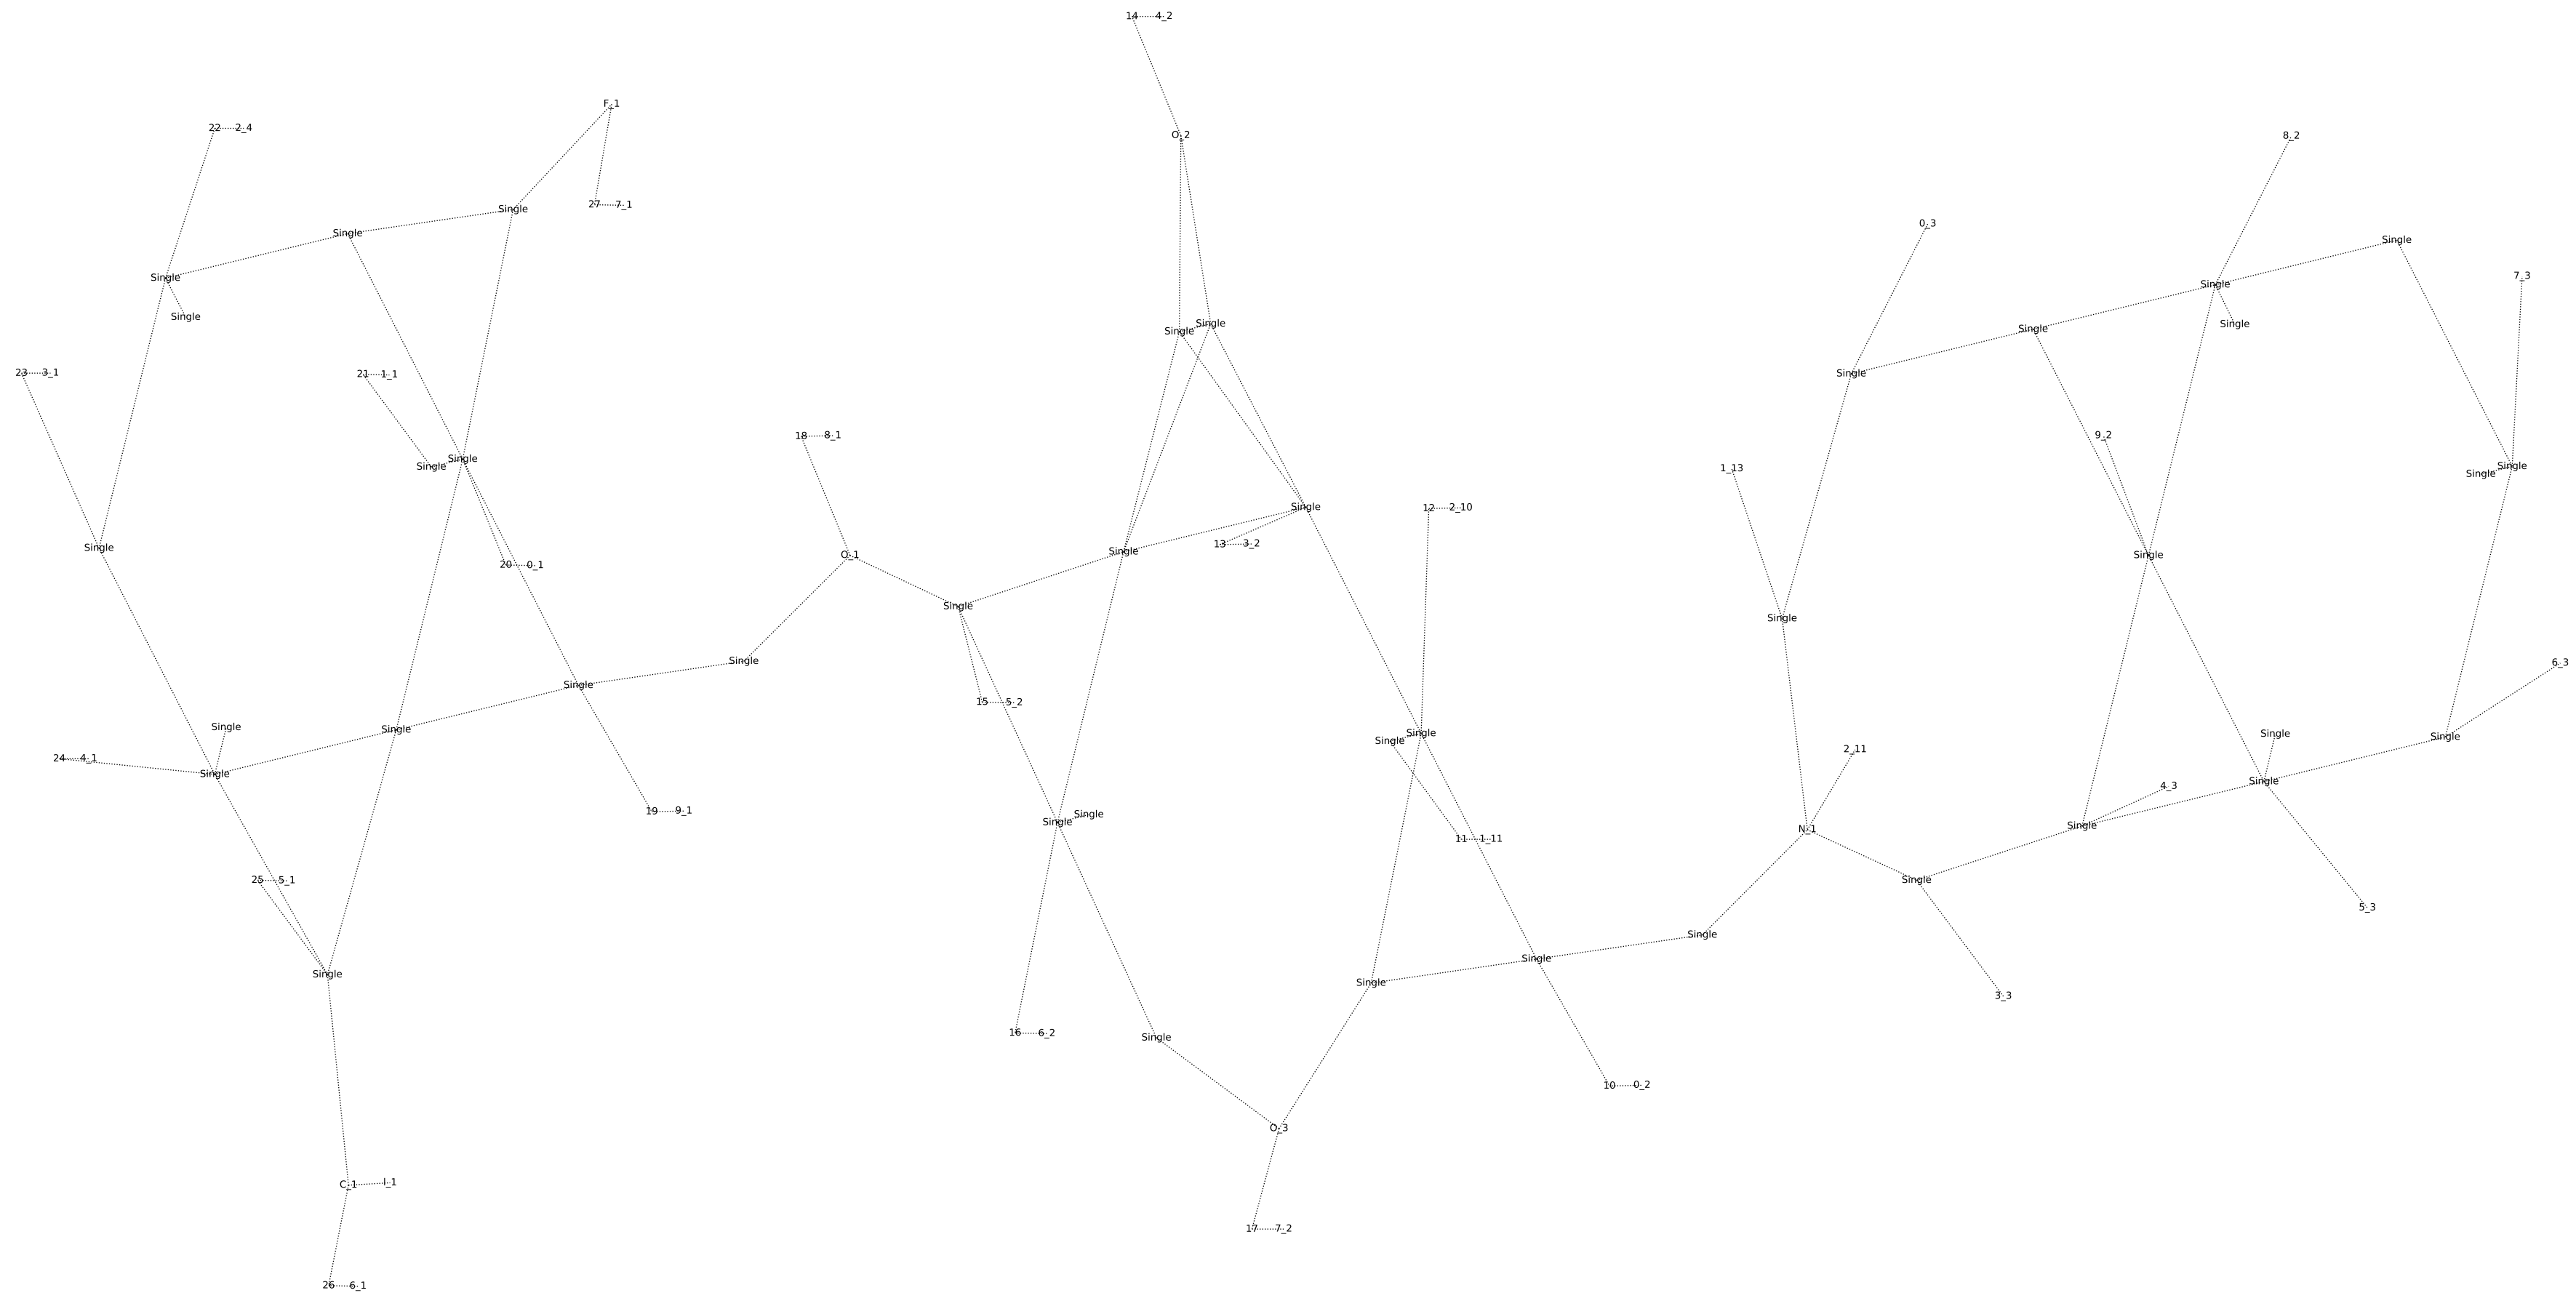 14 4_2
F_1
22 2_4
O_2
8_2
27 7_1
Single
0_3
Single
Single
Single
7_3
Single
Single
Single
Single
Single
Single
Single
23 3_1
21 1_1
Single
18 8_1
9_2
Single
Single
1_13
Single
Single
Single
12 2_10
13 3_2
Single
Single
O_1
Single
20 0_1
Single
Single
Single
6_3
Single
15 5_2
Single
Single
Single
Single
Single
Single
2_11
24 4_1
Single
Single
4_3
Single
Single
Single
N_1
11 1_11
19 9_1
25 5_1
Single
5_3
Single
Single
Single
Single
3_3
16 6_2
Single
10 0_2
O_3
C_1 I_1
17 7_2
26 6_1